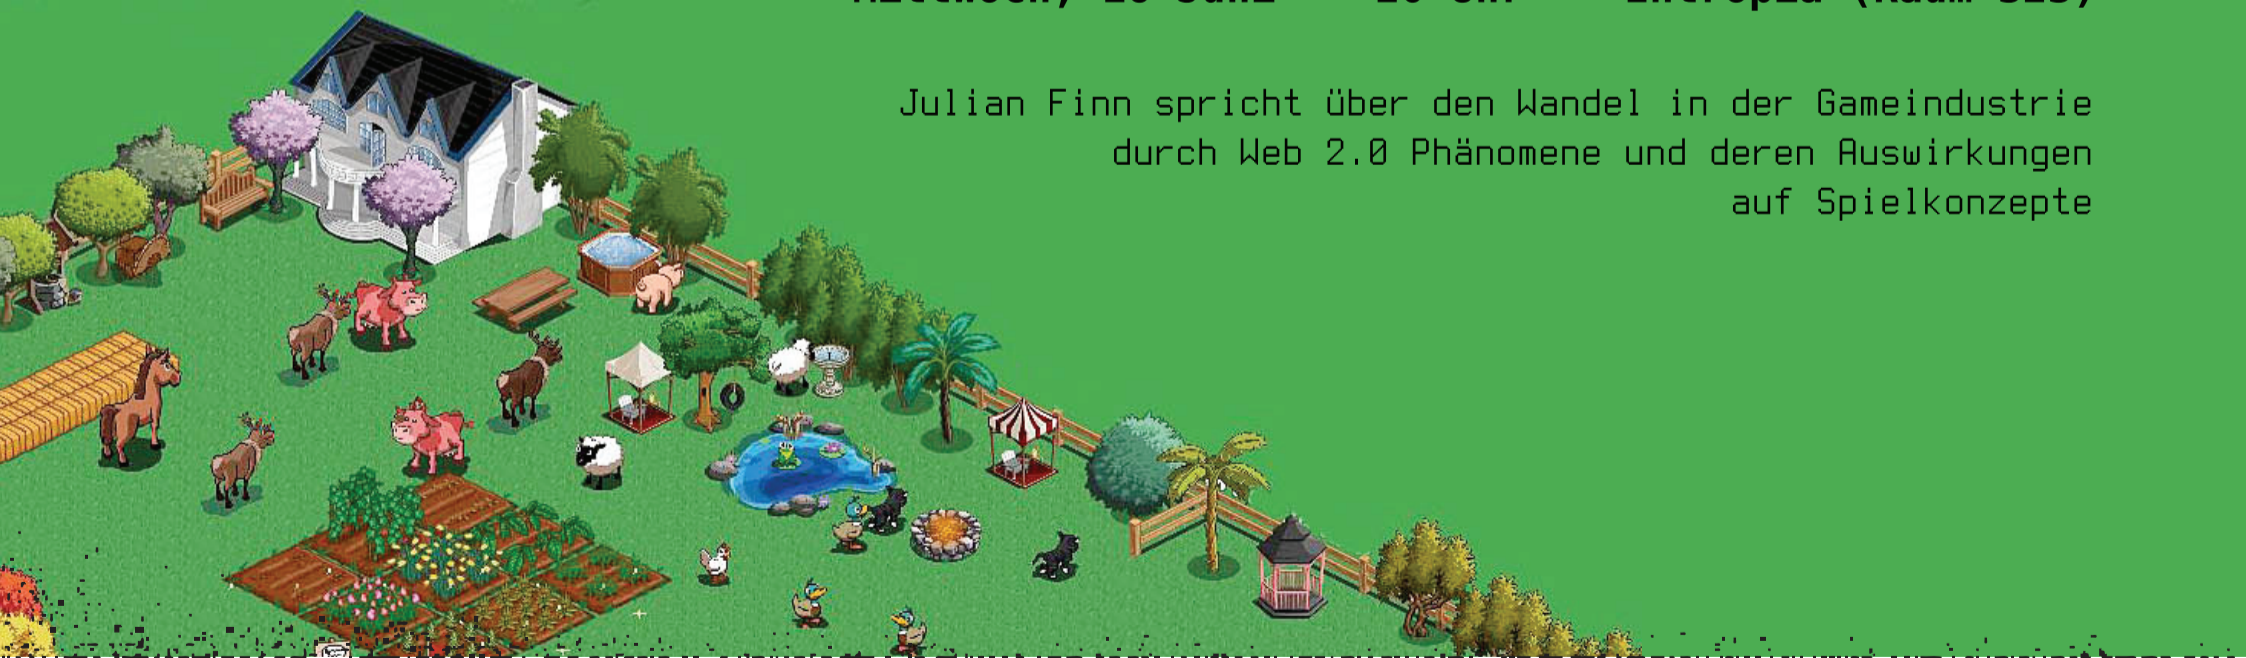 Julian Finn spricht über den Wandel in der Gameindustrie
durch Web 2.0 Phänomene und deren Auswirkungen
auf Spielkonzepte